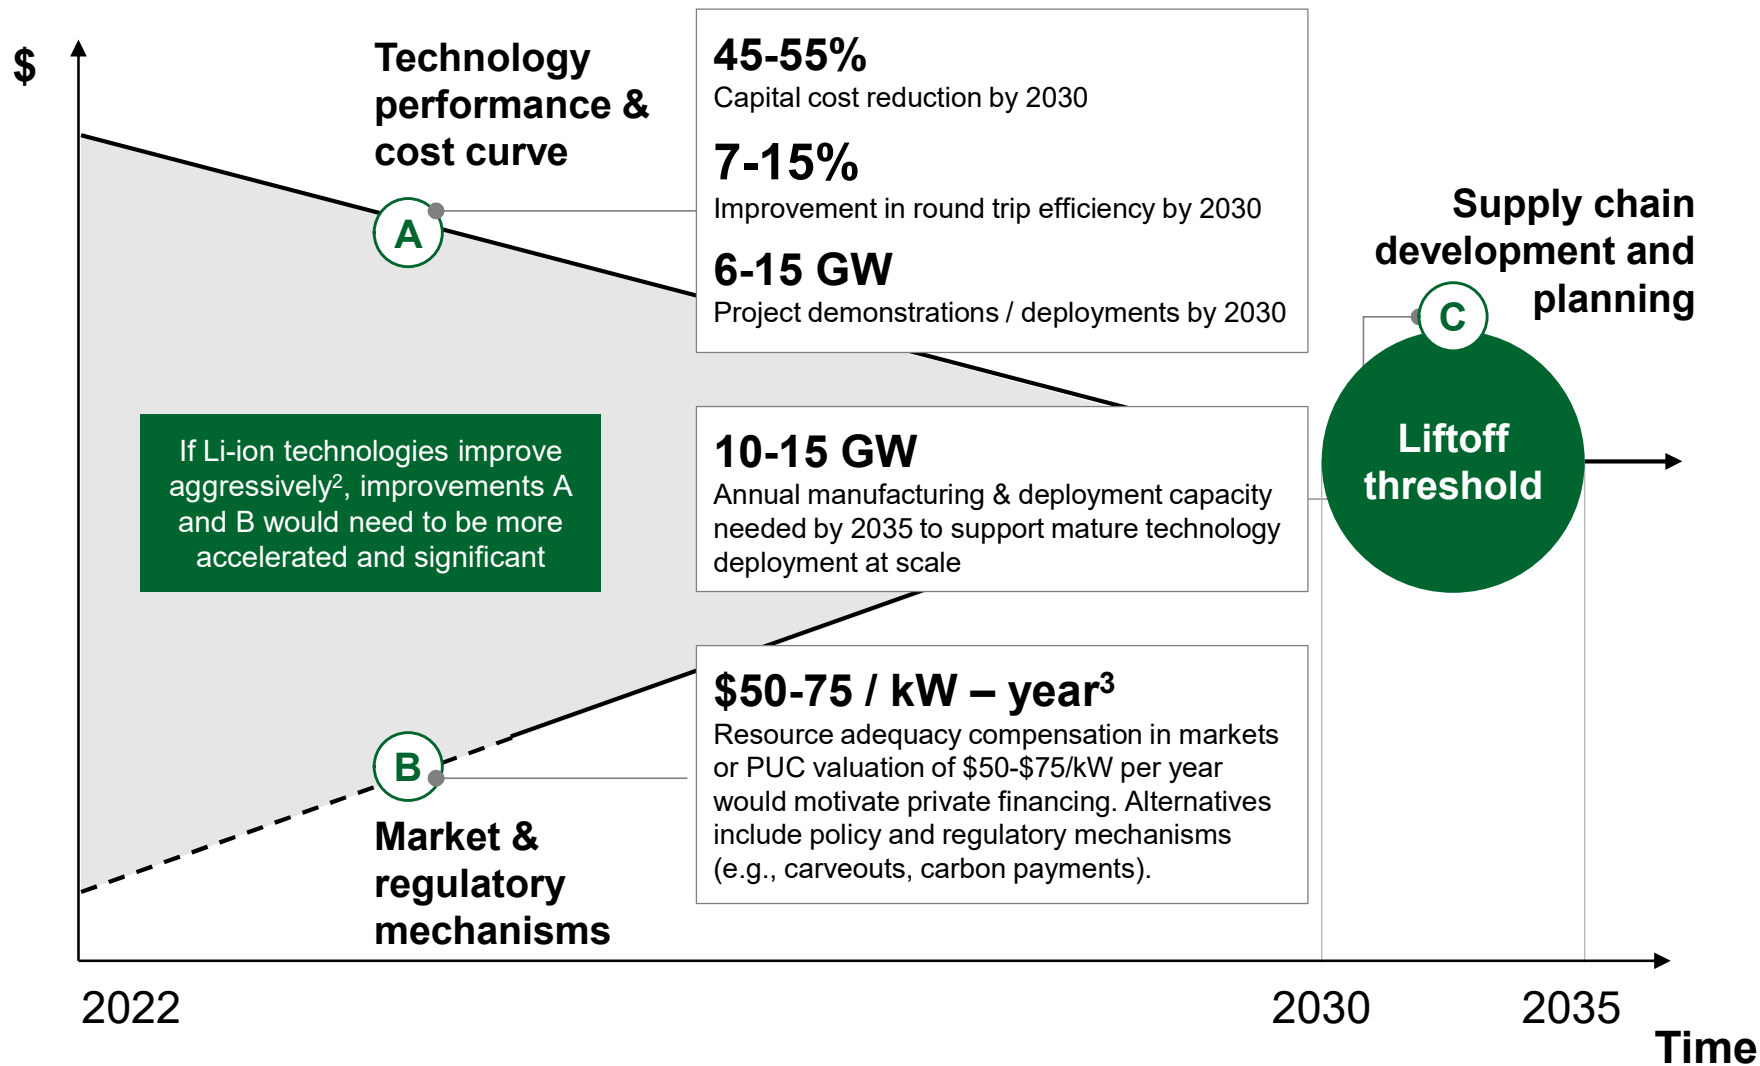 $
Technology
performance &
cost curve
A
45-55%
Capital cost reduction by 2030
7-15%
Improvement in round trip efficiency by 2030
6-15 GW
Project demonstrations / deployments by 2030
Supply chain
development and
planning
C
If Li-ion technologies improve
aggressively², improvements A
and B would need to be more
accelerated and significant
10-15 GW
Annual manufacturing & deployment capacity
needed by 2035 to support mature technology
deployment at scale
Liftoff
threshold
B
Market &
regulatory
mechanisms
$50-75 / kW – year³
Resource adequacy compensation in markets
or PUC valuation of $50-$75/kW per year
would motivate private financing. Alternatives
include policy and regulatory mechanisms
(e.g., carveouts, carbon payments).
2022
2030
2035
Time